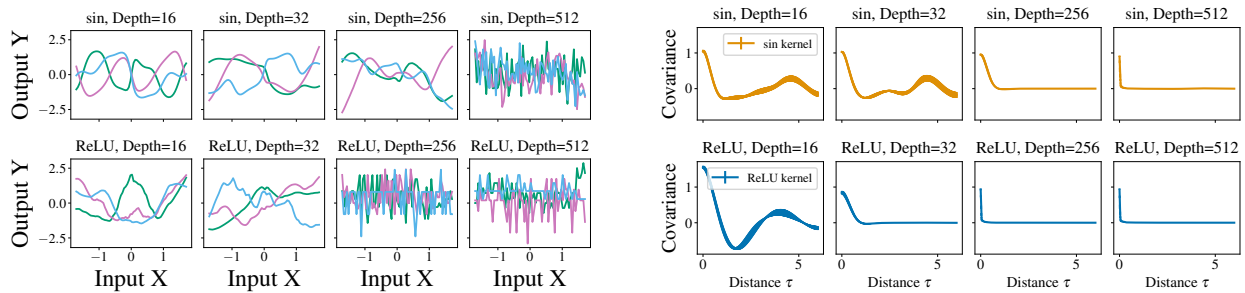 sin, Depth=16 sin, Depth=32 sin, Depth=256 sin, Depth=512
Output Y
2.5
0.0
−2.5
ReLU, Depth=16 ReLU, Depth=32 ReLU, Depth=256 ReLU, Depth=512
Output Y
2.5
0.0
−2.5
−1 0 1 −1 0 1 −1 0 1 −1 0 1
Input X Input X Input X Input X
sin, Depth=16 sin, Depth=32 sin, Depth=256 sin, Depth=512
Covariance
1
0
sin kernel
ReLU, Depth=16 ReLU, Depth=32 ReLU, Depth=256 ReLU, Depth=512
Covariance
1
0
ReLU kernel
0 5 0 5 0 5 0 5
Distance τ Distance τ Distance τ Distance τ